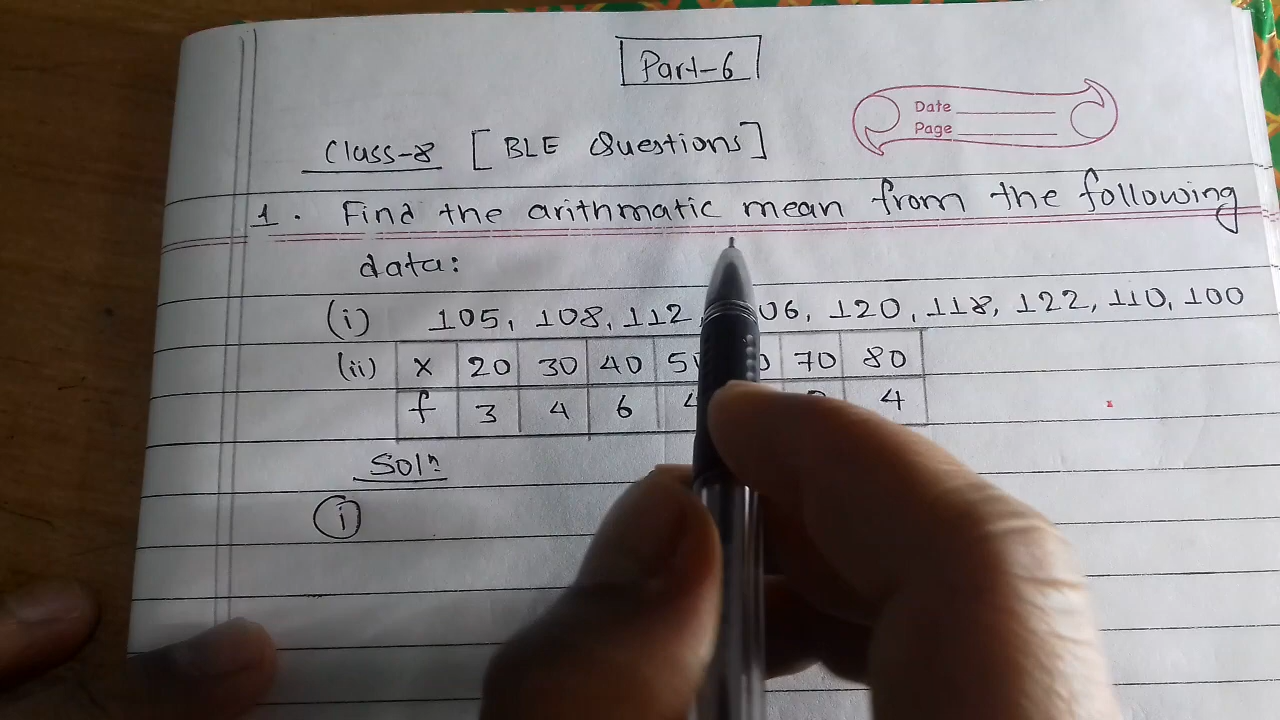 Part-6
Date
Page
Class-8 [BLE Questions]
1. Find the arithmatic mean from the following
data:
(i) 105, 108, 112, 06, 120, 118, 122, 110, 100
(ii) x 20 30 40 70 80
f 3 4 6 4
Solⁿ
(i)